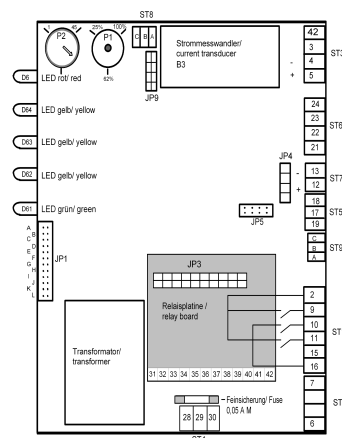 ST8
1
45
P2
25%
100%
P1
62%
C B A
JP9
Strommesswandler/
current transducer
B3
-
+
42
3
4
5
ST3
D6
LED rot/ red
D64
LED gelb/ yellow
D63
LED gelb/ yellow
D62
LED gelb/ yellow
D61
LED grün/ green
24
23
22
21
ST6
JP4
-
+
13
12
ST7
JP5
18
17
19
ST5
C
B
A
ST9
A
B
C
D
E
F
G
H
I
J
K
L
JP1
JP3
Relaisplatine /
relay board
31 32 33 34 35 36 37 38 39 40 41 42
2
9
10
11
15
16
ST
Transformator/
transformer
Feinsicherung/ Fuse
0,05 A M
28 29 30
7
6
ST